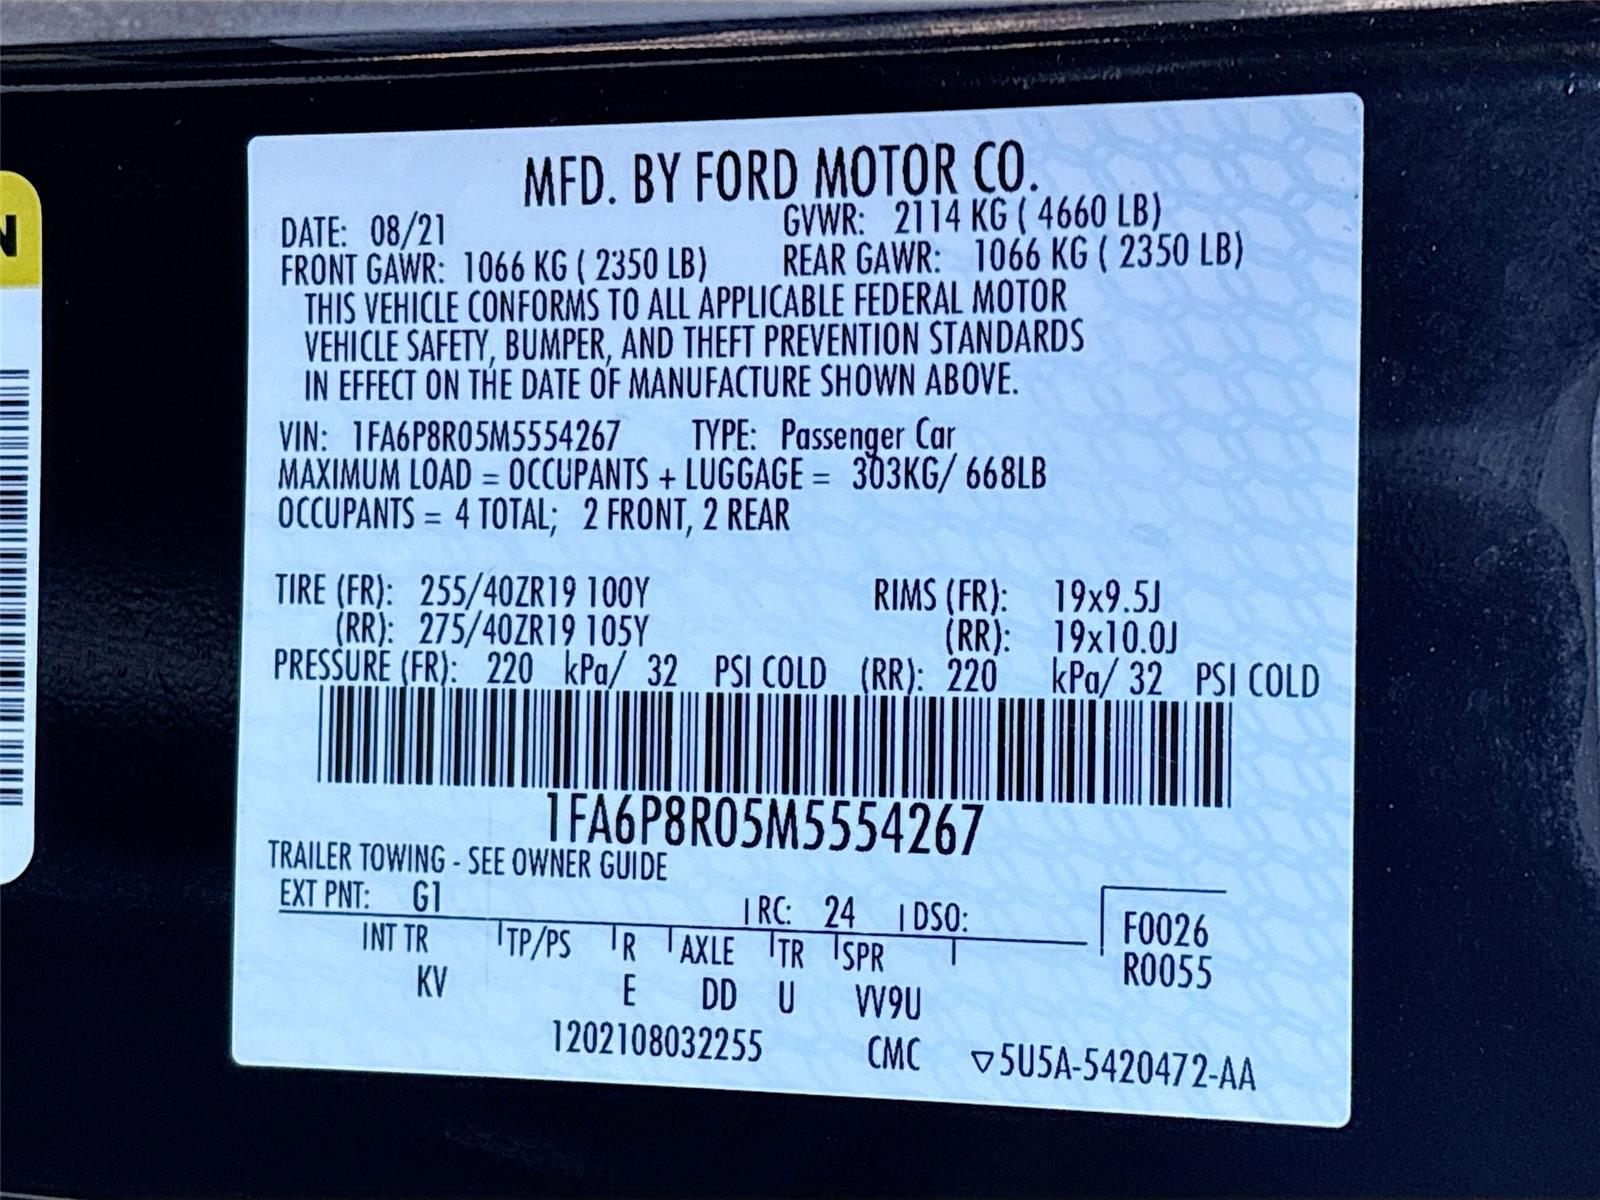 N
MFD. BY FORD MOTOR CO.
DATE: 08/21 GVWR: 2114 KG ( 4660 LB)
FRONT GAWR: 1066 KG ( 2350 LB) REAR GAWR: 1066 KG ( 2350 LB)
THIS VEHICLE CONFORMS TO ALL APPLICABLE FEDERAL MOTOR
VEHICLE SAFETY, BUMPER, AND THEFT PREVENTION STANDARDS
IN EFFECT ON THE DATE OF MANUFACTURE SHOWN ABOVE.
VIN: 1FA6P8R05M5554267 TYPE: Passenger Car
MAXIMUM LOAD = OCCUPANTS + LUGGAGE = 303KG/ 668LB
OCCUPANTS = 4 TOTAL; 2 FRONT, 2 REAR
TIRE (FR): 255/40ZR19 100Y RIMS (FR): 19x9.5J
(RR): 275/40ZR19 105Y (RR): 19x10.0J
PRESSURE (FR): 220 kPa/ 32 PSI COLD (RR): 220 kPa/ 32 PSI COLD
1FA6P8R05M5554267
TRAILER TOWING - SEE OWNER GUIDE
EXT PNT: G1 RC: 24 DSO: F0026
INT TR TP/PS R AXLE TR SPR R0055
KV E DD U VV9U
1202108032255 CMC ▽5U5A-5420472-AA